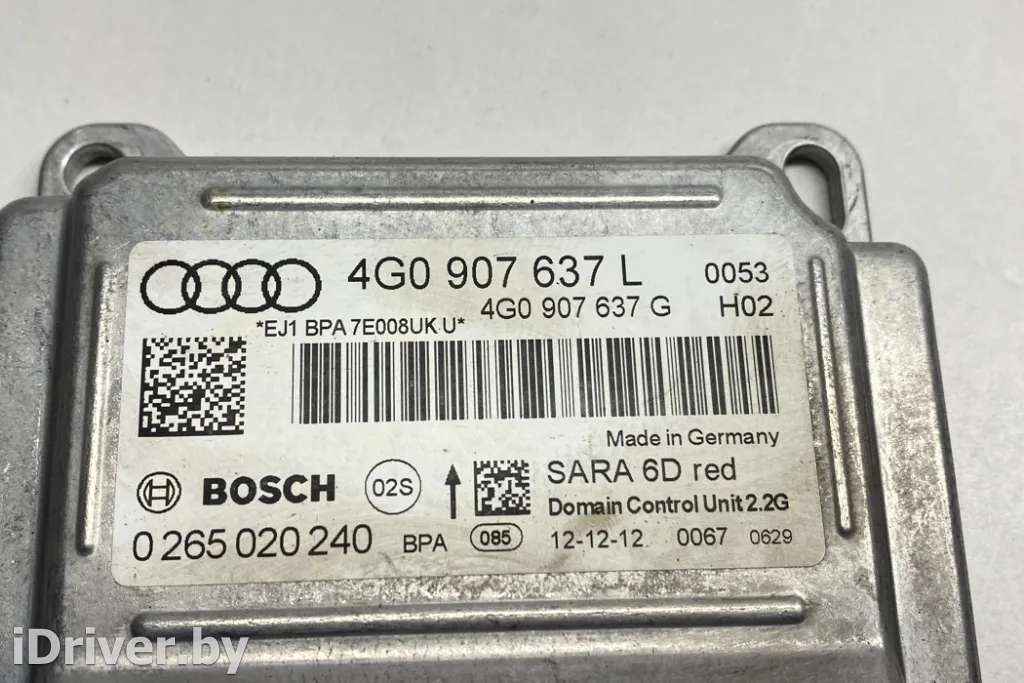 4G0 907 637 L 0053
4G0 907 637 G H02
*EJ1 BPA 7E008UK U*
Made in Germany
BOSCH 02S SARA 6D red
Domain Control Unit 2.2G
0 265 020 240 BPA 085 12-12-12 0067 0629
iDriver.by